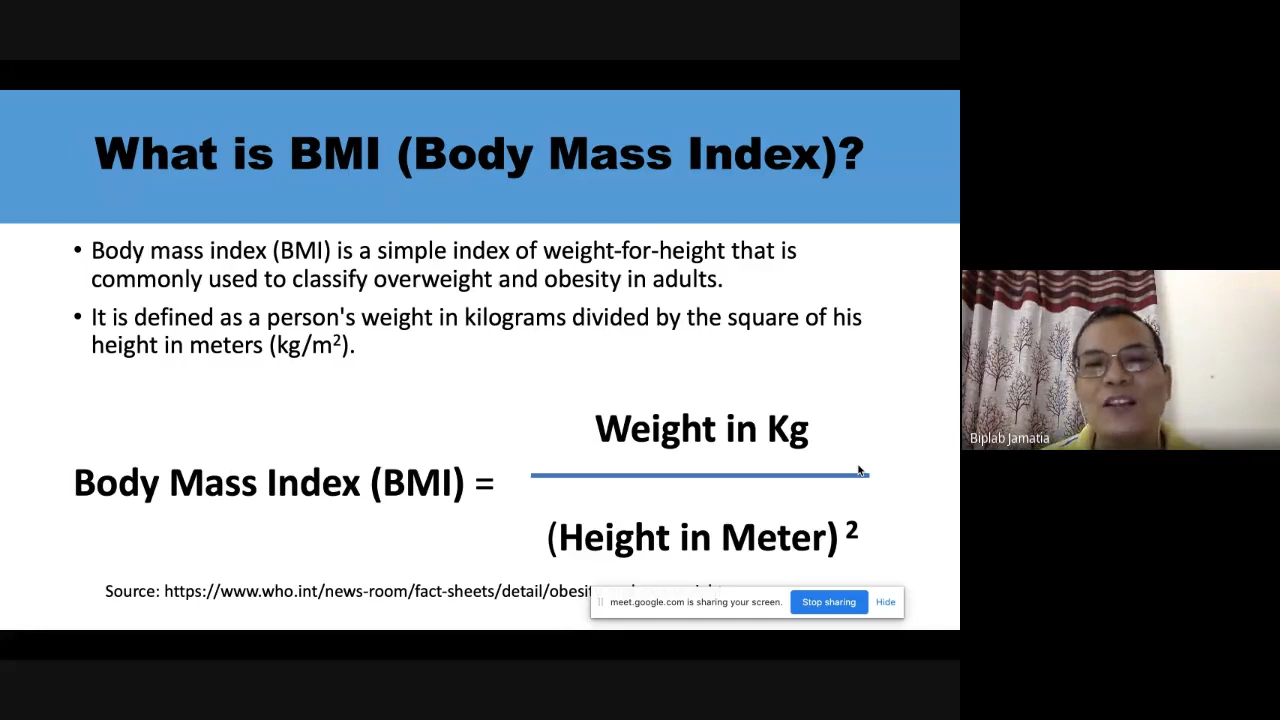 What is BMI (Body Mass Index)?
• Body mass index (BMI) is a simple index of weight-for-height that is
commonly used to classify overweight and obesity in adults.
• It is defined as a person's weight in kilograms divided by the square of his
height in meters (kg/m²).
Weight in Kg
Body Mass Index (BMI) =
(Height in Meter) ²
Source: https://www.who.int/news-room/fact-sheets/detail/obesity
meet.google.com is sharing your screen.
Stop sharing
Hide
Biplab Jamatia